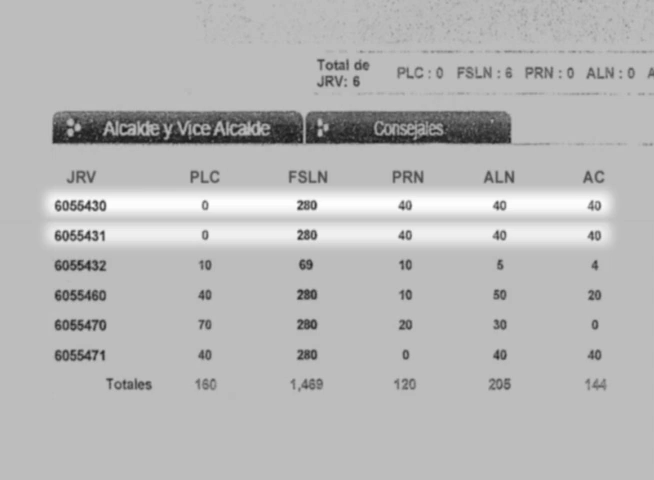 Total de JRV: 6 PLC : 0 FSLN : 6 PRN : 0 ALN : 0 A
Alcalde y Vice Alcalde Consejales
JRV PLC FSLN PRN ALN AC
6055430 0 280 40 40 40
6055431 0 280 40 40 40
6055432 10 69 10 5 4
6055460 40 280 10 50 20
6055470 70 280 20 30 0
6055471 40 280 0 40 40
Totales 160 1,469 120 205 144